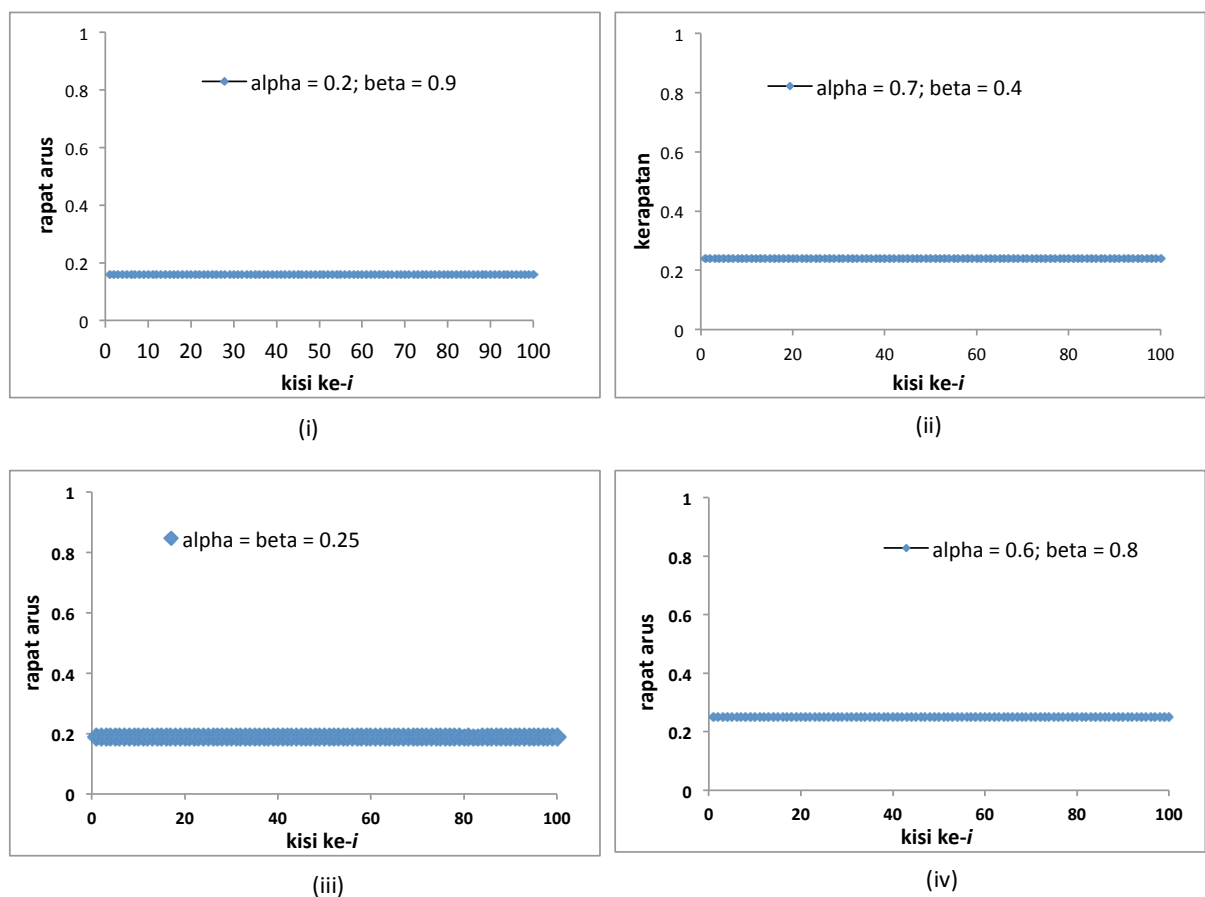 1
0.8
0.6
0.4
0.2
0
rapat arus
alpha = 0.2; beta = 0.9
0 10 20 30 40 50 60 70 80 90 100
kisi ke-i
(i)
1
0.8
0.6
0.4
0.2
0
kerapatan
alpha = 0.7; beta = 0.4
0 20 40 60 80 100
kisi ke-i
(ii)
1
0.8
0.6
0.4
0.2
0
rapat arus
alpha = beta = 0.25
0 20 40 60 80 100
kisi ke-i
(iii)
1
0.8
0.6
0.4
0.2
0
rapat arus
alpha = 0.6; beta = 0.8
0 20 40 60 80 100
kisi ke-i
(iv)